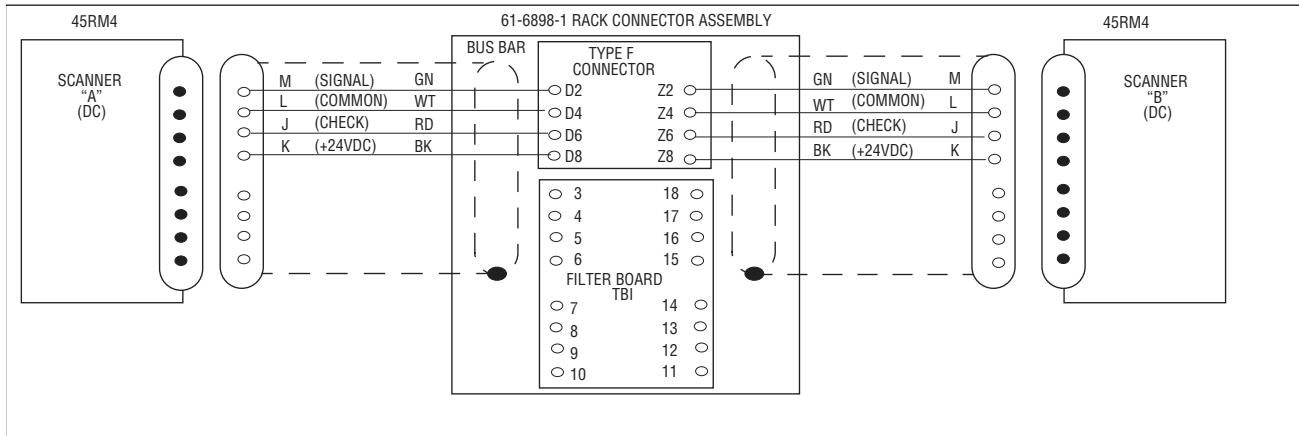 45RM4
61-6898-1 RACK CONNECTOR ASSEMBLY
45RM4
SCANNER
"A"
(DC)
M (SIGNAL) GN
L (COMMON) WT
J (CHECK) RD
K (+24VDC) BK
BUS BAR
TYPE F
CONNECTOR
D2 Z2
D4 Z4
D6 Z6
D8 Z8
GN (SIGNAL) M
WT (COMMON) L
RD (CHECK) J
BK (+24VDC) K
SCANNER
"B"
(DC)
3 18
4 17
5 16
6 15
FILTER BOARD
TBI
7 14
8 13
9 12
10 11